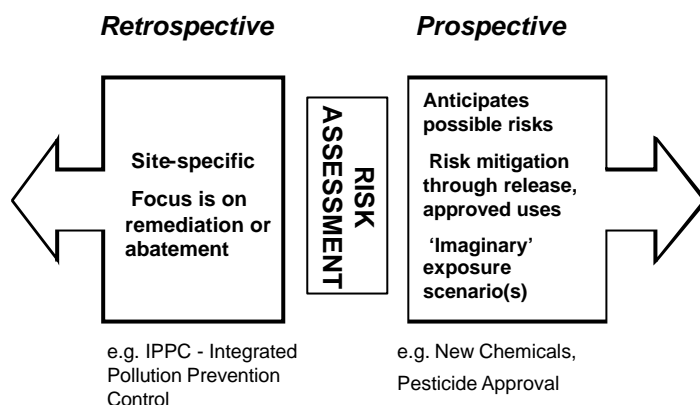 Retrospective
Prospective
Site-specific
Focus is on
remediation or
abatement
RISK
ASSESSMENT
Anticipates
possible risks
Risk mitigation
through release,
approved uses
‘Imaginary’
exposure
scenario(s)
e.g. IPPC - Integrated
Pollution Prevention
Control
e.g. New Chemicals,
Pesticide Approval